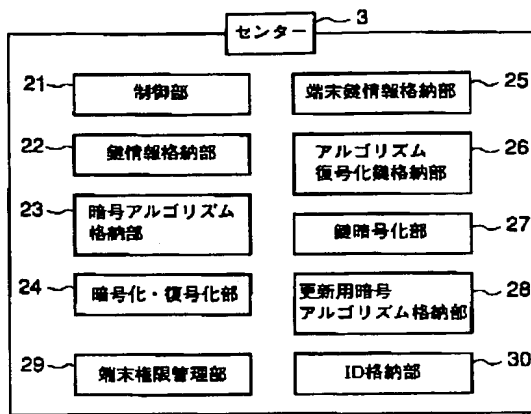 センター
3
21
制御部
端末鍵情報格納部
25
22
鍵情報格納部
アルゴリズム
復号化鍵格納部
26
23
暗号アルゴリズム
格納部
鍵暗号化部
27
24
暗号化・復号化部
更新用暗号
アルゴリズム格納部
28
29
端末権限管理部
ID格納部
30